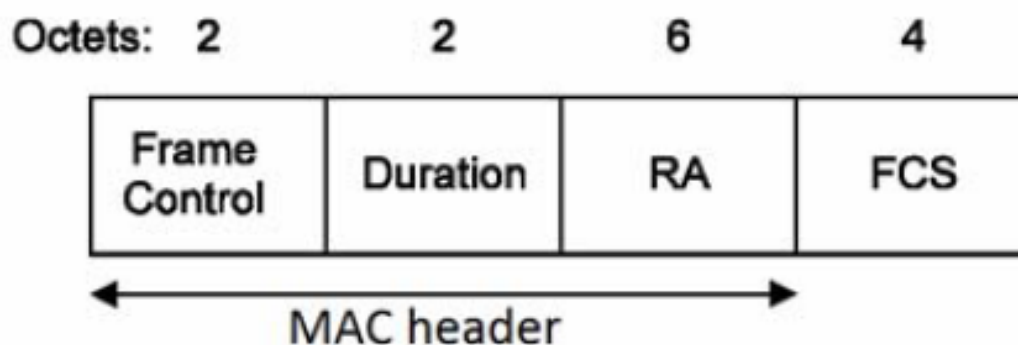 Octets: 2 2 6 4
Frame
Control
Duration
RA
FCS
MAC header